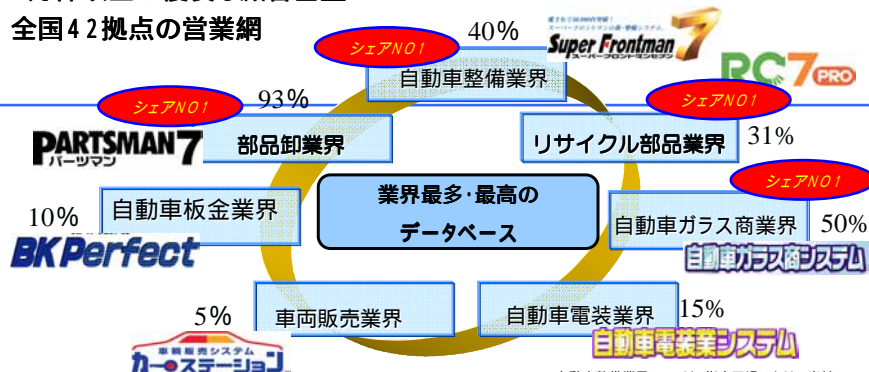 全国42拠点の営業網
シェアNO1
40%
Super Frontman 7
スーパーフロントマンセブン
自動車整備業界
RC7 PRO
シェアNO1
93%
シェアNO1
PARTSMAN 7
パーツマン
部品卸業界
リサイクル部品業界
31%
シェアNO1
業界最多・最高の
データベース
10%
自動車板金業界
BK Perfect
自動車ガラス商業界
50%
自動車ガラス商システム
5%
車両販売業界
自動車電装業界
15%
車輌販売システム
カーステーション
自動車電装業システム